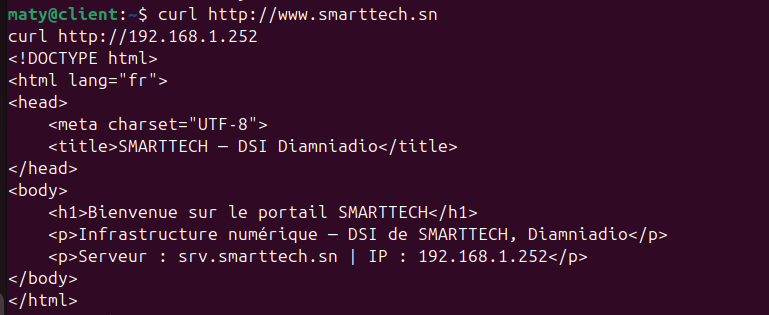 maty@client:~$ curl http://www.smarttech.sn
curl http://192.168.1.252
<!DOCTYPE html>
<html lang="fr">
<head>
    <meta charset="UTF-8">
    <title>SMARTTECH — DSI Diamniadio</title>
</head>
<body>
    <h1>Bienvenue sur le portail SMARTTECH</h1>
    <p>Infrastructure numérique — DSI de SMARTTECH, Diamniadio</p>
    <p>Serveur : srv.smarttech.sn | IP : 192.168.1.252</p>
</body>
</html>